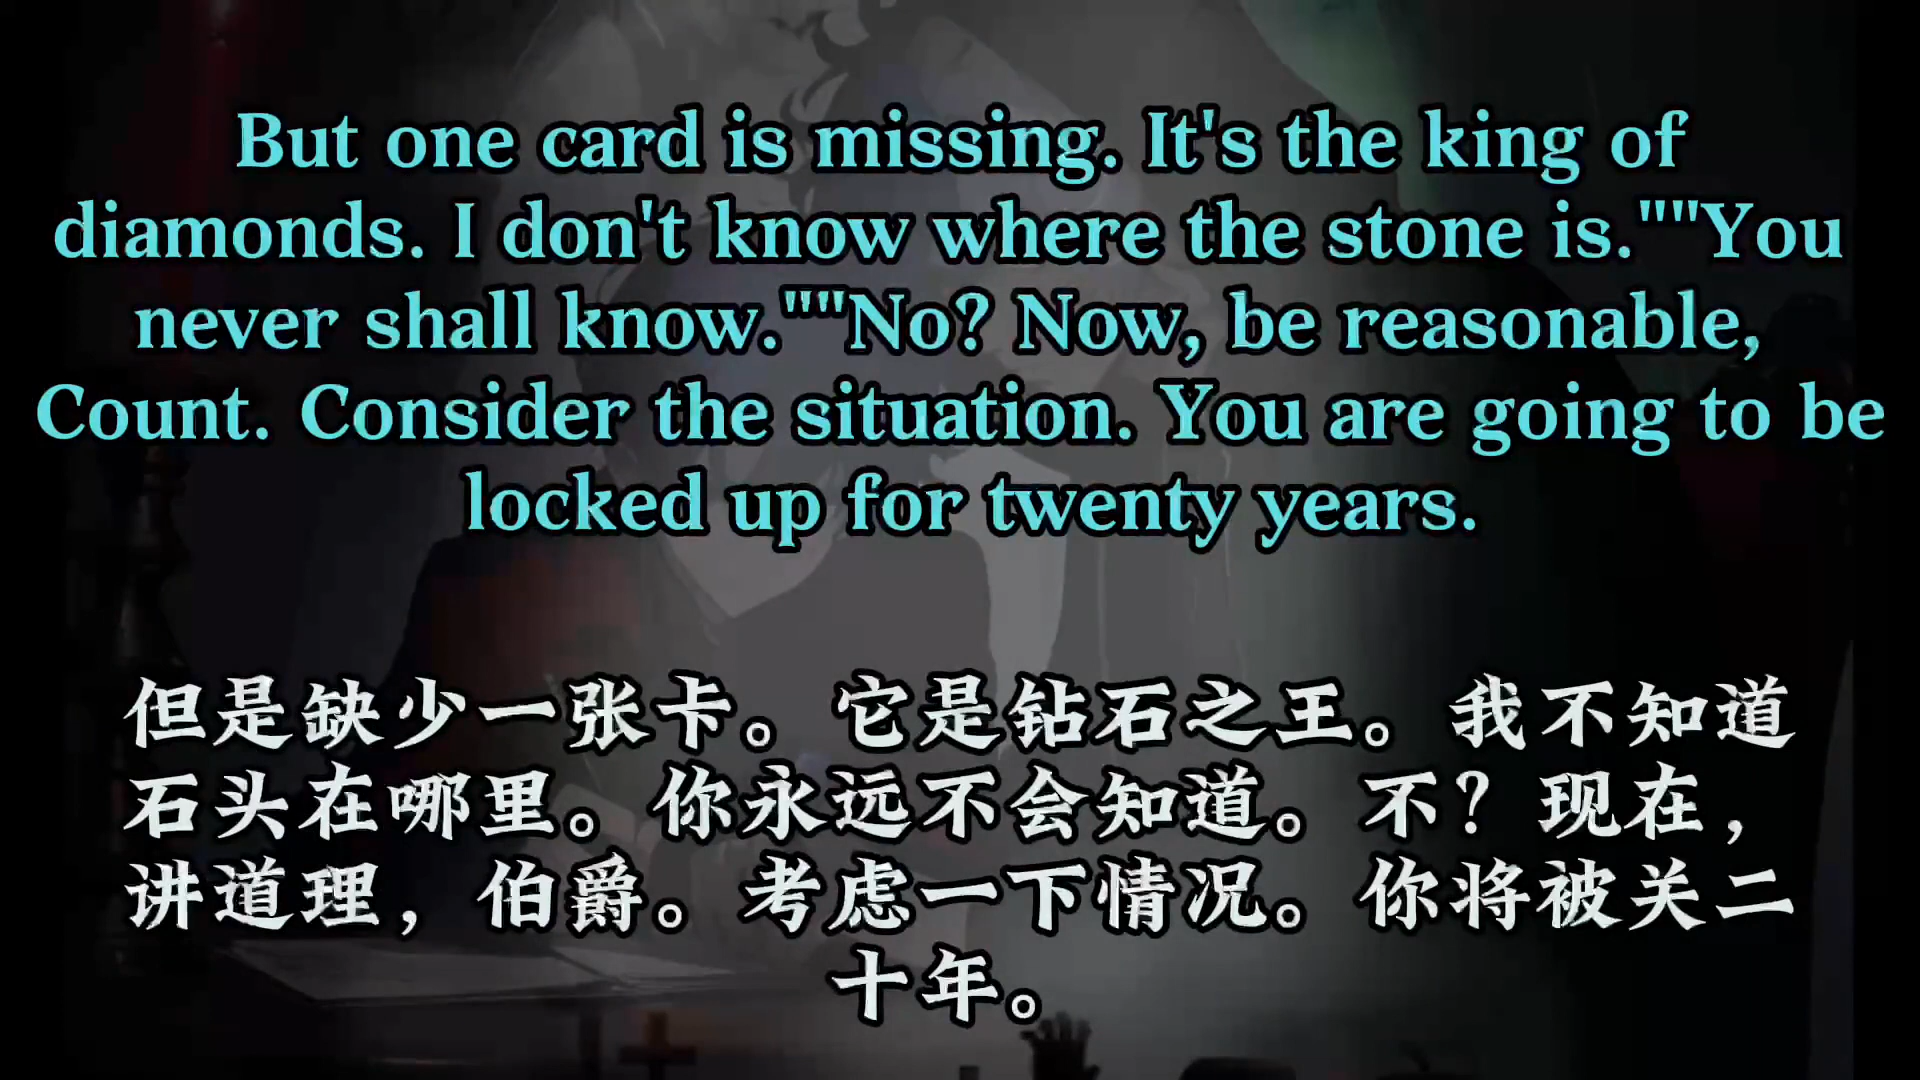 But one card is missing. It's the king of
diamonds. I don't know where the stone is.""You
never shall know.""No? Now, be reasonable,
Count. Consider the situation. You are going to be
locked up for twenty years.
但是缺少一张卡。它是钻石之王。我不知道
石头在哪里。你永远不会知道。不？现在，
讲道理，伯爵。考虑一下情况。你将被关二
十年。